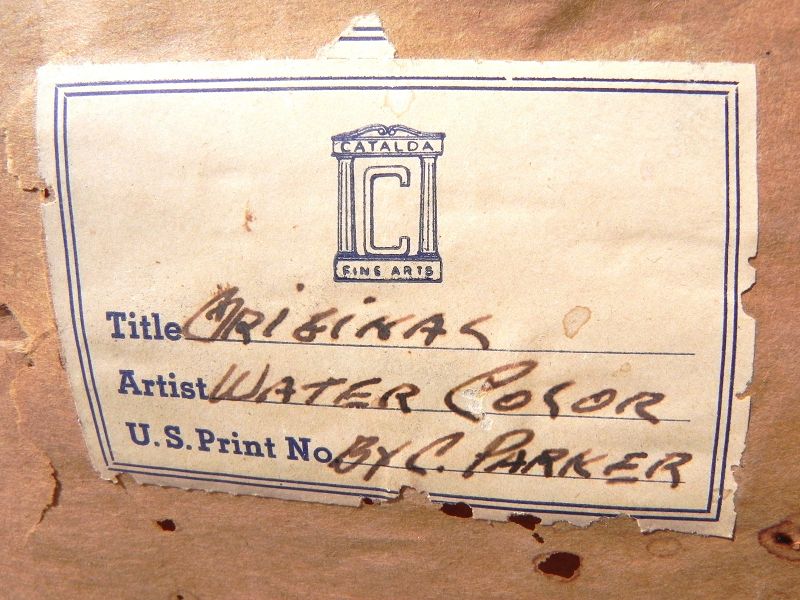 CATALDA
C
FINE ARTS
Title ORIGINAL
Artist WATER COLOR
U.S. Print No. BY C. PARKER